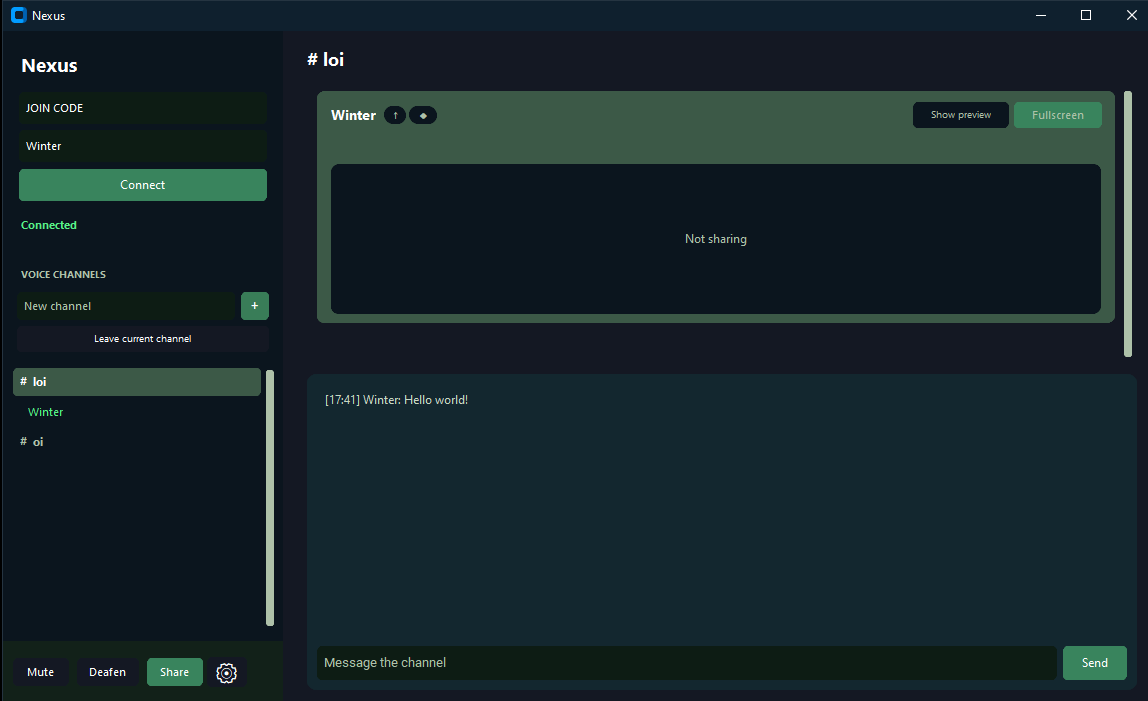 Nexus
Nexus
JOIN CODE
Winter
Connect
Connected
VOICE CHANNELS
New channel
+
Leave current channel
# loi
Winter
# oi
Mute
Deafen
Share
# loi
Winter ↑ ◆
Show preview
Fullscreen
Not sharing
[17:41] Winter: Hello world!
Message the channel
Send